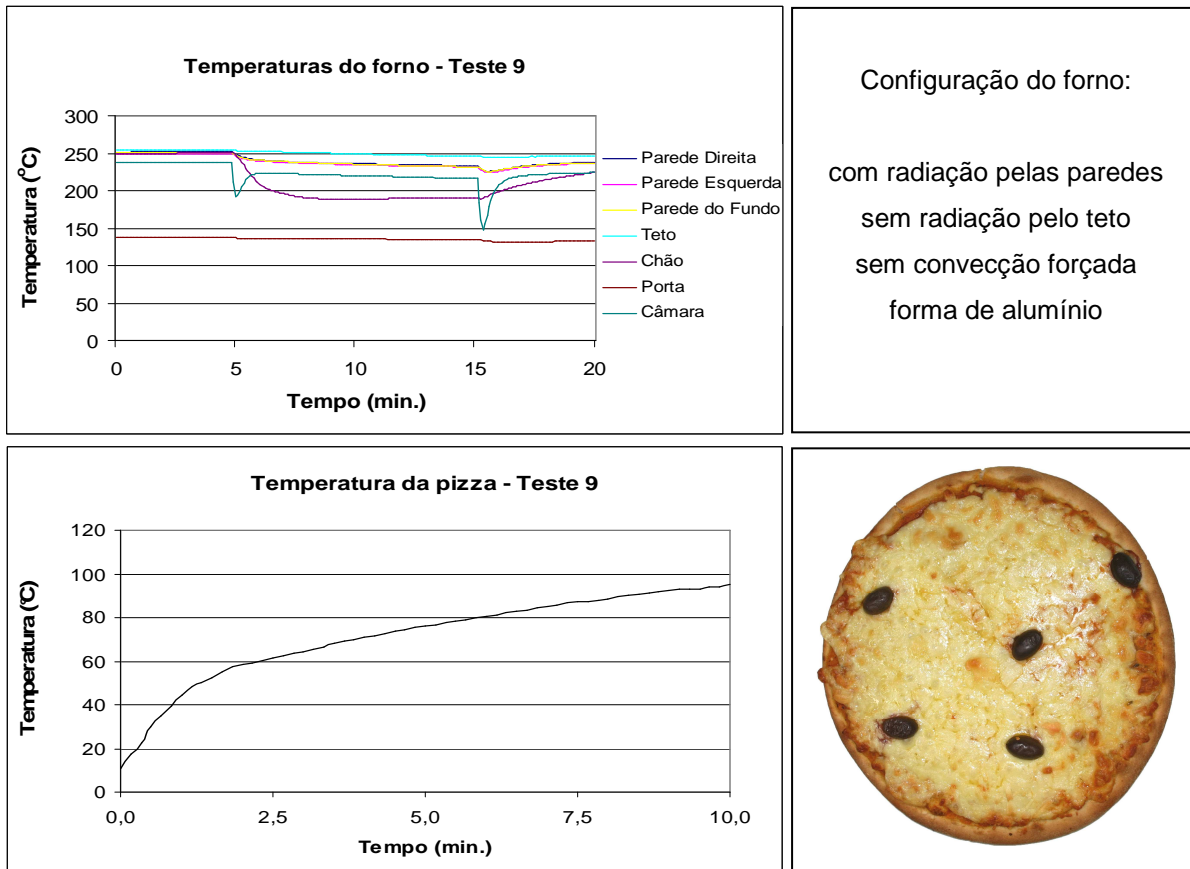 Temperaturas do forno - Teste 9
Temperatura (ºC)
300
250
200
150
100
50
0
0 5 10 15 20
Tempo (min.)
Parede Direita
Parede Esquerda
Parede do Fundo
Teto
Chão
Porta
Câmara
Configuração do forno:
com radiação pelas paredes
sem radiação pelo teto
sem convecção forçada
forma de alumínio
Temperatura da pizza - Teste 9
Temperatura (ºC)
120
100
80
60
40
20
0
0,0 2,5 5,0 7,5 10,0
Tempo (min.)